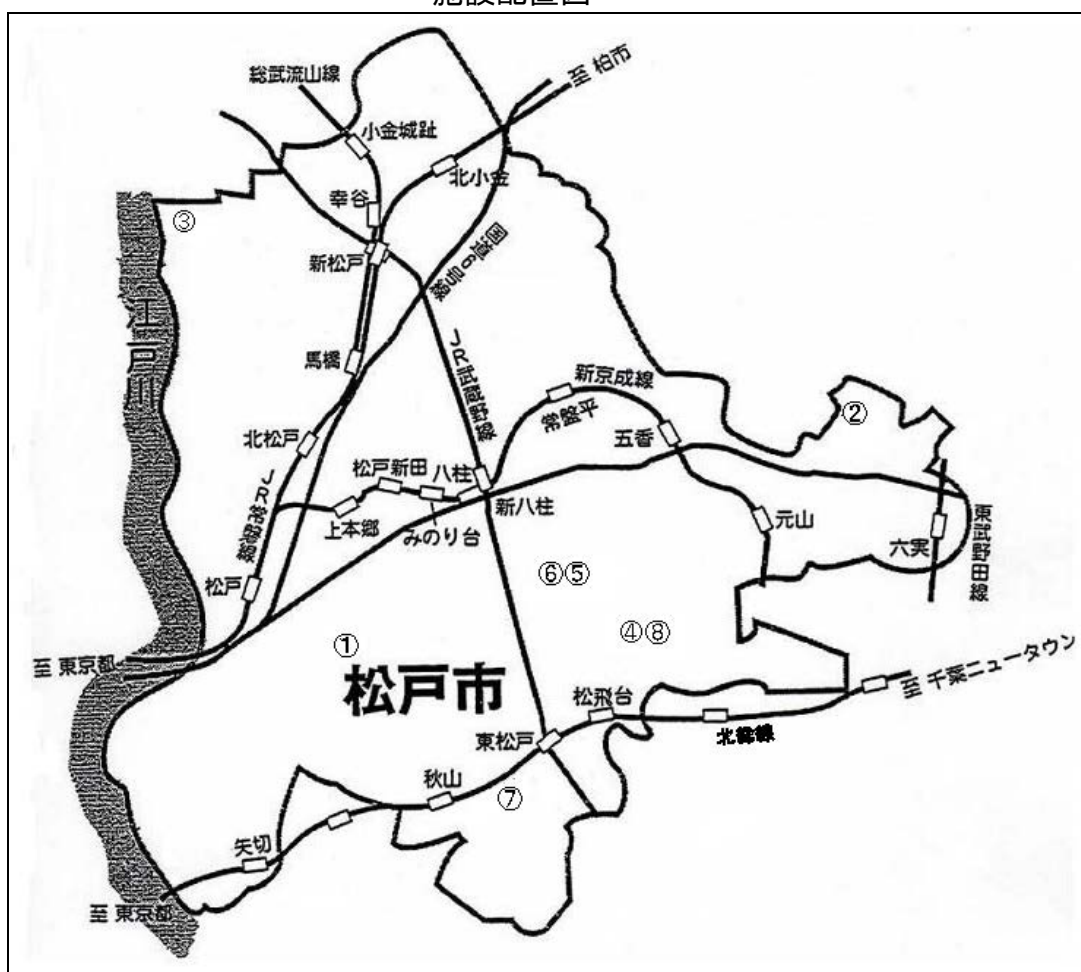 施設配置図
総武流山線
至 柏市
小金城趾
北小金
幸谷
③
新松戸
国道6号線
江戸川
馬橋
JR武蔵野線
新京成線
常盤平
五香
②
北松戸
松戸新田
八柱
JR常磐線
上本郷
みのり台
新八柱
元山
六実
東武野田線
松戸
⑥⑤
④⑧
①
至 東京都
松戸市
至 千葉ニュータウン
松飛台
東松戸
北総線
秋山
⑦
矢切
至 東京都